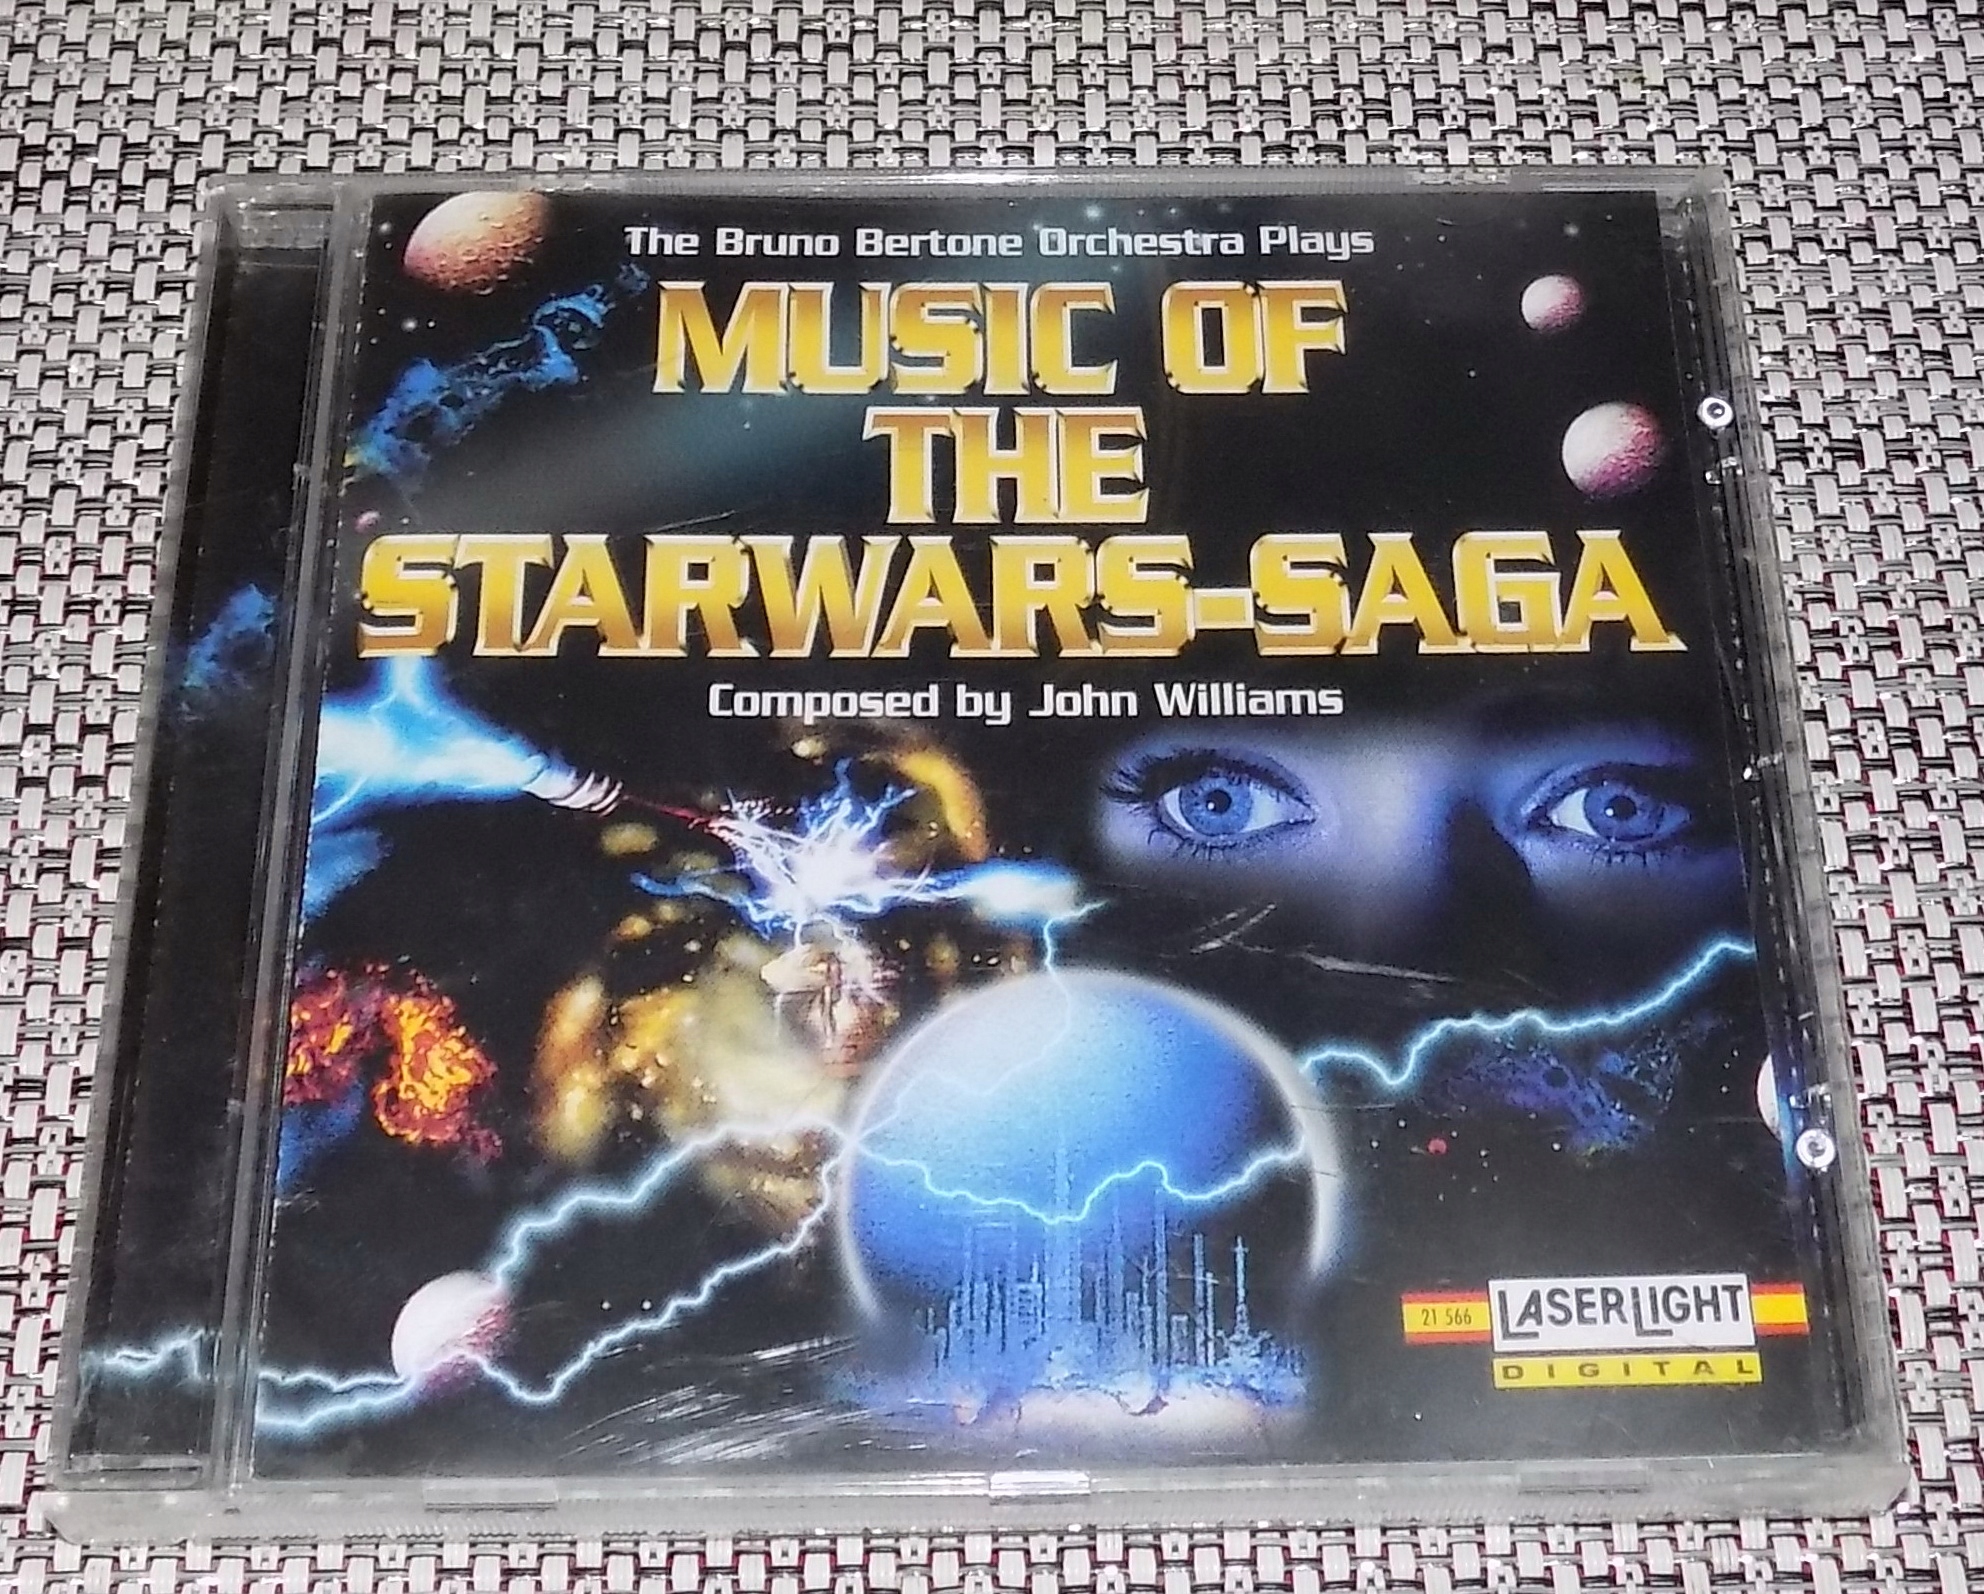 The Bruno Bertone Orchestra Plays
MUSIC OF
THE
STARWARS-SAGA
Composed by John Williams
21 566
LASERLIGHT
DIGITAL